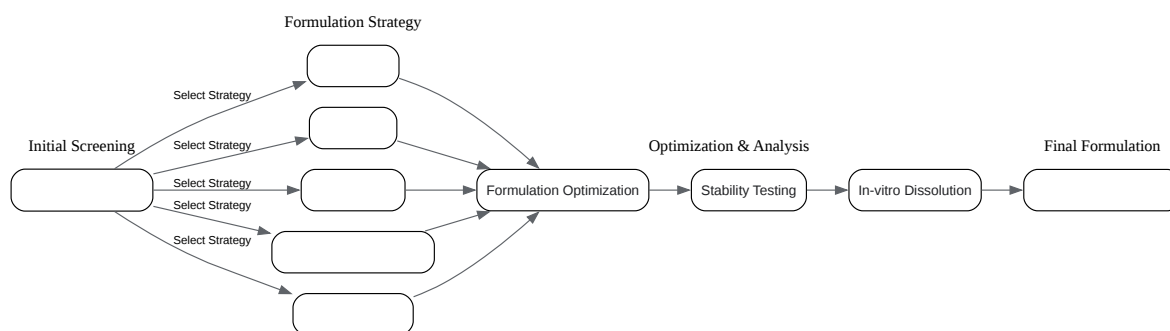 Formulation Strategy
Select Strategy
Initial Screening
Select Strategy
Optimization & Analysis
Final Formulation
Select Strategy
Formulation Optimization
Stability Testing
In-vitro Dissolution
Select Strategy
Select Strategy